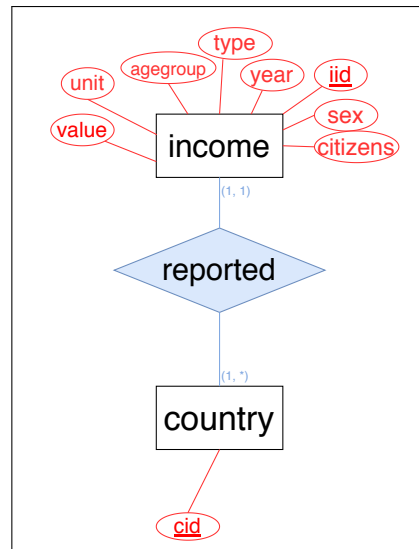 type
agegroup
year
iid
unit
sex
value
income
citizens
(1, 1)
reported
(1, *)
country
cid